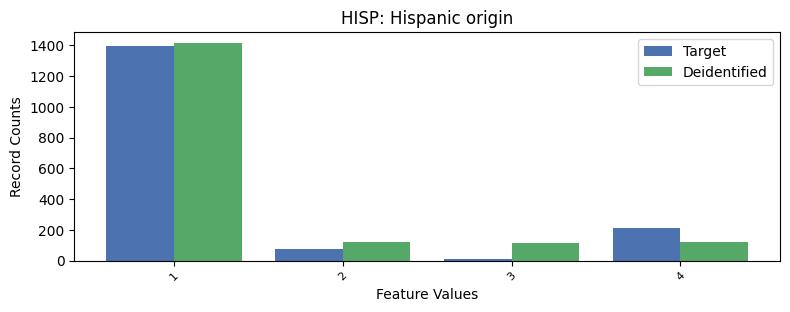 HISP: Hispanic origin
Target
Deidentified
Record Counts
1400
1200
1000
800
600
400
200
0
1
2
3
4
Feature Values